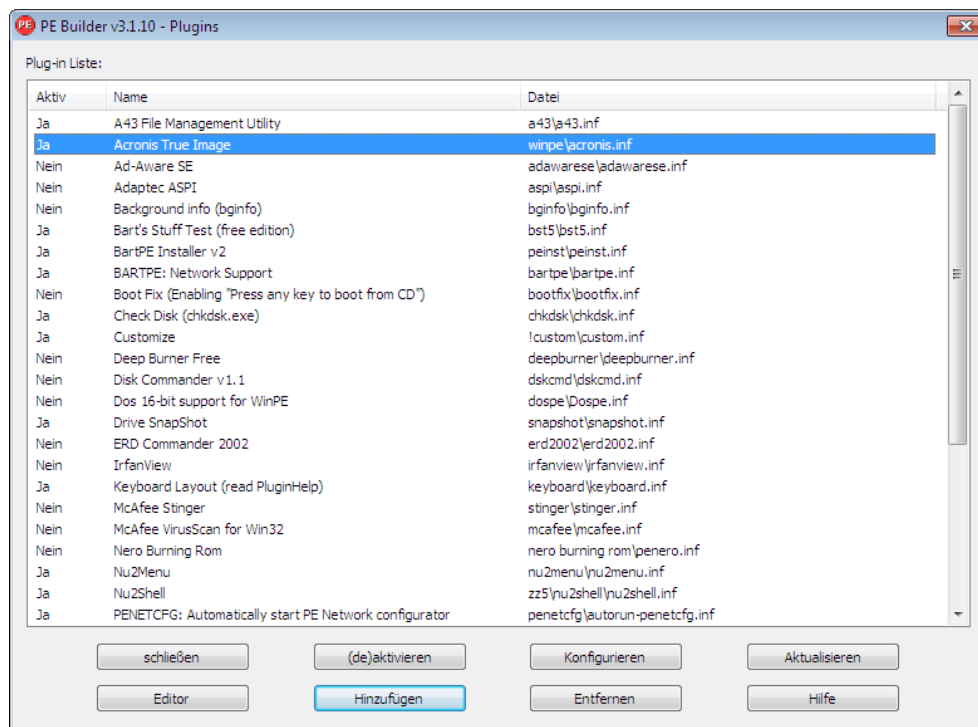 PE PE Builder v3.1.10 - Plugins
Plug-in Liste:
Aktiv Name Datei
Ja A43 File Management Utility a43\a43.inf
Ja Acronis True Image winpe\acronis.inf
Nein Ad-Aware SE adawarese\adawarese.inf
Nein Adaptec ASPI aspi\aspi.inf
Nein Background info (bginfo) bginfo\bginfo.inf
Ja Bart's Stuff Test (free edition) bst5\bst5.inf
Ja BartPE Installer v2 peinst\peinst.inf
Ja BARTPE: Network Support bartpe\bartpe.inf
Nein Boot Fix (Enabling "Press any key to boot from CD") bootfix\bootfix.inf
Ja Check Disk (chkdsk.exe) chkdsk\chkdsk.inf
Ja Customize !custom\custom.inf
Nein Deep Burner Free deepburner\deepburner.inf
Nein Disk Commander v1.1 dskcmd\dskcmd.inf
Nein Dos 16-bit support for WinPE dospe\Dospe.inf
Ja Drive SnapShot snapshot\snapshot.inf
Nein ERD Commander 2002 erd2002\erd2002.inf
Nein IrfanView irfanview\irfanview.inf
Ja Keyboard Layout (read PluginHelp) keyboard\keyboard.inf
Nein McAfee Stinger stinger\stinger.inf
Nein McAfee VirusScan for Win32 mcafee\mcafee.inf
Nein Nero Burning Rom nero burning rom\penero.inf
Ja Nu2Menu nu2menu\nu2menu.inf
Ja Nu2Shell zz5\nu2shell\nu2shell.inf
Ja PENETCFG: Automatically start PE Network configurator penetcfg\autorun-penetcfg.inf
schließen (de)aktivieren Konfigurieren Aktualisieren
Editor Hinzufügen Entfernen Hilfe